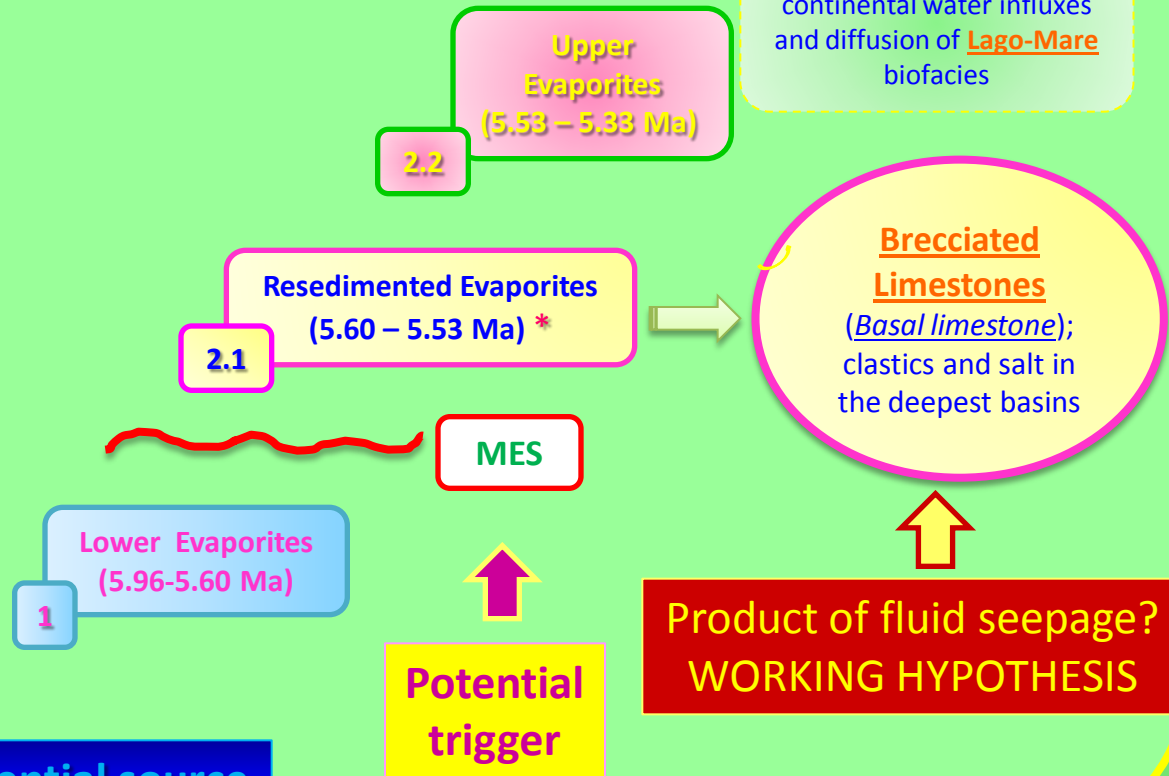 continental water influxes
and diffusion of Lago-Mare
biofacies
Upper
Evaporites
(5.53 – 5.33 Ma)
2.2
Resedimented Evaporites
(5.60 – 5.53 Ma) *
2.1
Brecciated
Limestones
(Basal limestone);
clastics and salt in
the deepest basins
MES
Lower Evaporites
(5.96-5.60 Ma)
1
Product of fluid seepage?
WORKING HYPOTHESIS
Potential
trigger
source